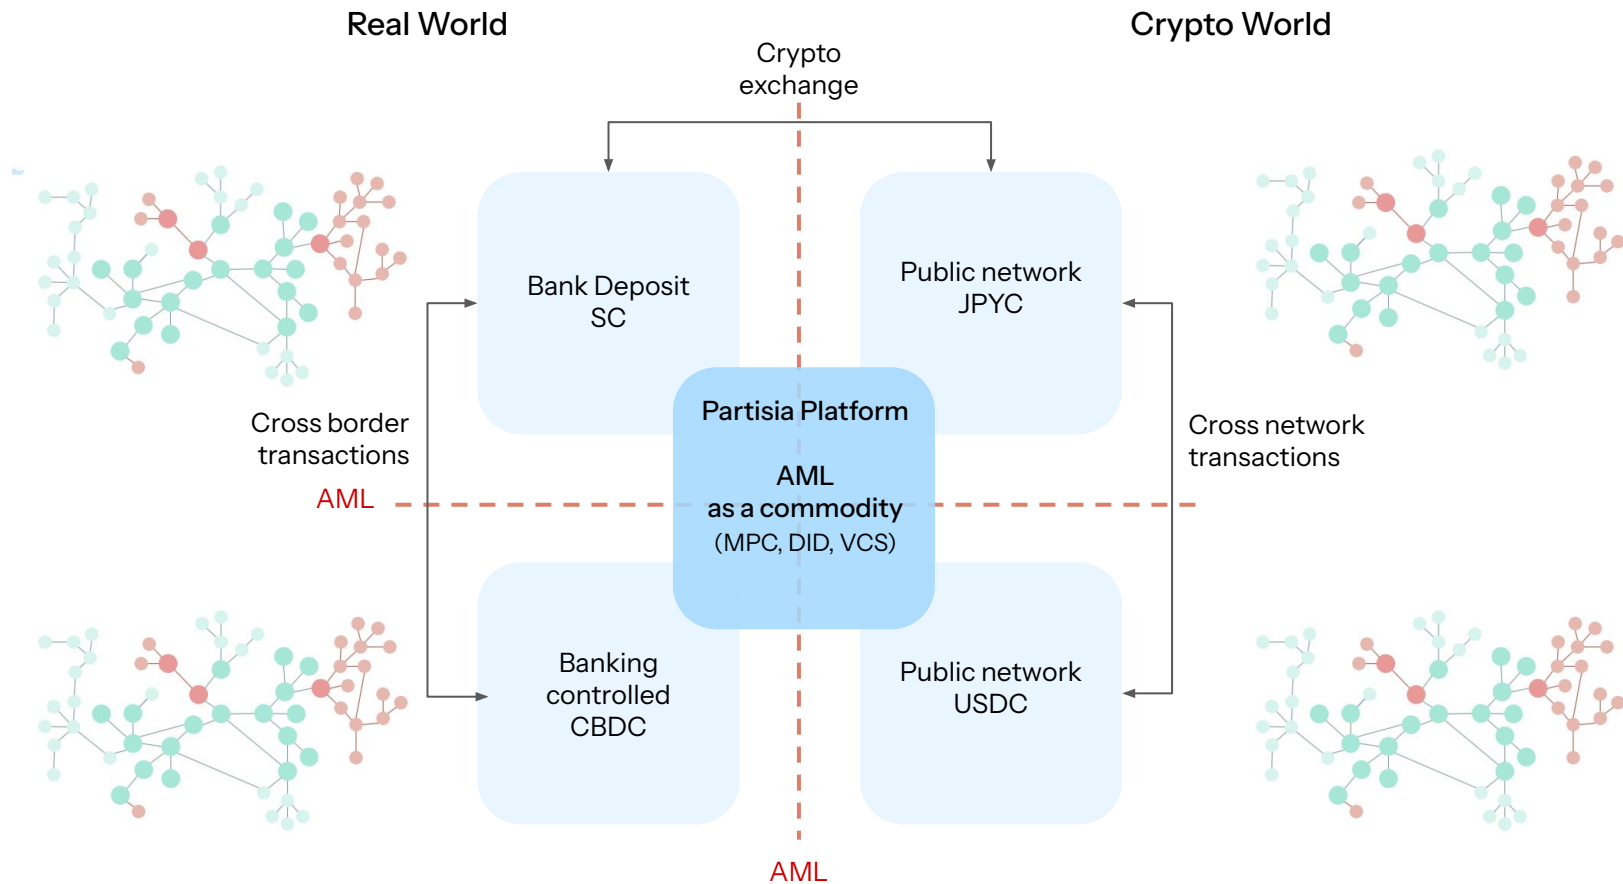 Real World
Crypto World
Crypto
exchange
Bar
Bank Deposit
SC
Public network
JPYC
Cross border
transactions
Partisia Platform
AML
as a commodity
(MPC, DID, VCS)
Cross network
transactions
AML
Banking
controlled
CBDC
Public network
USDC
AML